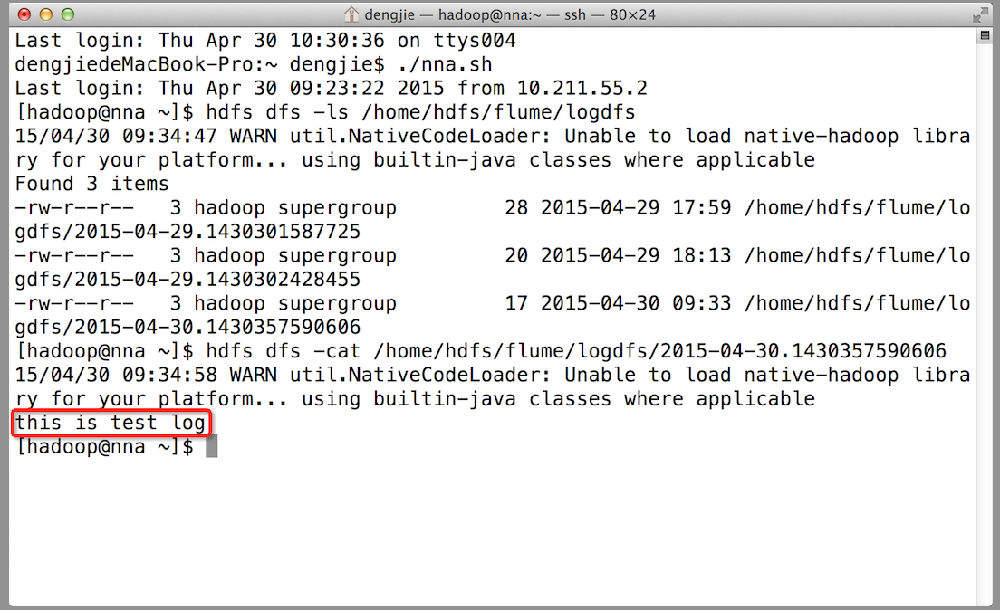 dengjie — hadoop@nna:~ — ssh — 80×24
Last login: Thu Apr 30 10:30:36 on ttys004
dengjiedeMacBook-Pro:~ dengjie$ ./nna.sh
Last login: Thu Apr 30 09:23:22 2015 from 10.211.55.2
[hadoop@nna ~]$ hdfs dfs -ls /home/hdfs/flume/logdfs
15/04/30 09:34:47 WARN util.NativeCodeLoader: Unable to load native-hadoop libra
ry for your platform... using builtin-java classes where applicable
Found 3 items
-rw-r--r--   3 hadoop supergroup         28 2015-04-29 17:59 /home/hdfs/flume/lo
gdfs/2015-04-29.1430301587725
-rw-r--r--   3 hadoop supergroup         20 2015-04-29 18:13 /home/hdfs/flume/lo
gdfs/2015-04-29.1430302428455
-rw-r--r--   3 hadoop supergroup         17 2015-04-30 09:33 /home/hdfs/flume/lo
gdfs/2015-04-30.1430357590606
[hadoop@nna ~]$ hdfs dfs -cat /home/hdfs/flume/logdfs/2015-04-30.1430357590606
15/04/30 09:34:58 WARN util.NativeCodeLoader: Unable to load native-hadoop libra
ry for your platform... using builtin-java classes where applicable
this is test log
[hadoop@nna ~]$